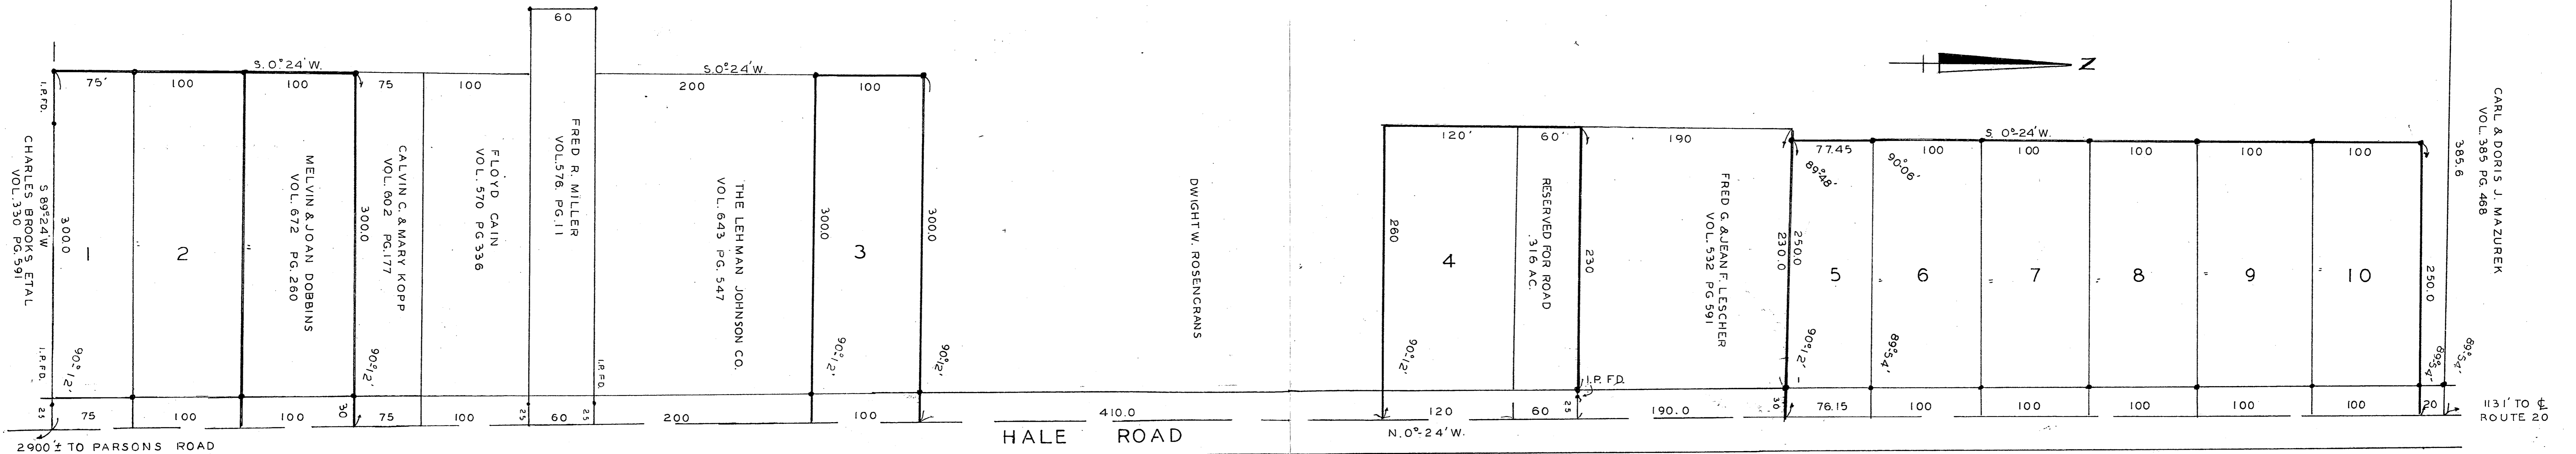 60
S. 0°24' W.
S.0°24'W.
75'
100
100
75
100
200
100
Z
I.P. FD.
CHARLES BROOKS ETAL
VOL. 330 PG. 591
S 89°24'W
300.0
1
2
"
"
MELVIN & JOAN DOBBINS
VOL. 672 PG. 260
300.0
CALVIN C. & MARY KOPP
VOL. 602 PG.177
FLOYD CAIN
VOL. 570 PG 336
FRED R. MILLER
VOL.576 PG.11
THE LEHMAN JOHNSON CO.
VOL. 643 PG. 547
300.0
3
300.0
DWIGHT W. ROSENCRANS
120'
60'
190
260
4
RESERVED FOR ROAD
.316 AC.
230
FRED G. & JEAN F. LESCHER
VOL. 532 PG 591
230.0
250.0
S. 0°-24' W.
77.45
100
100
100
100
100
89°48'
90°06'
5
"
6
"
7
"
8
"
9
"
10
250.0
385.6
CARL & DORIS J. MAZUREK
VOL. 385 PG. 468
I.P. FD.
90°12'
90°12'
I.P. FD.
90°12'
90°12'
90°12'
I.P. FD.
90°12'
89°54'
89°54'
89°54'
25
75
100
100
30
75
100
25
60
25
200
100
410.0
120
60
25
190.0
30
76.15
100
100
100
100
100
20
1131' TO ℄
ROUTE 20
2900'± TO PARSONS ROAD
HALE ROAD
N. 0°-24' W.